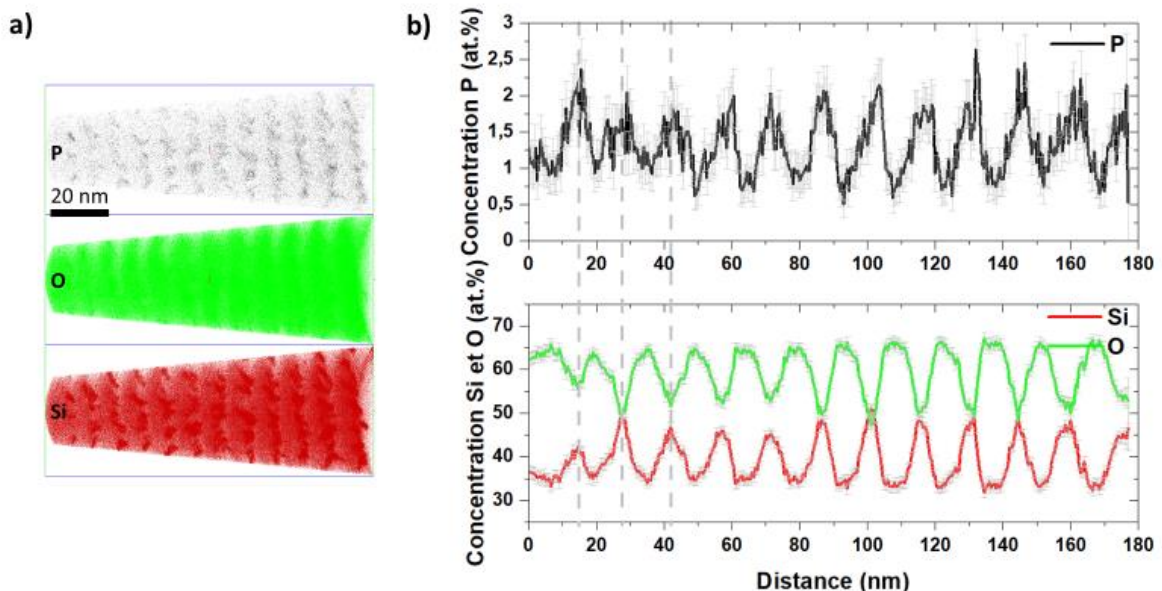 a)
P
20 nm
O
Si
b)
Concentration P (at.%)
3
2,5
2
1,5
1
0,5
0
P
0 20 40 60 80 100 120 140 160 180
Concentration Si et O (at.%)
70
60
50
40
30
Si
O
0 20 40 60 80 100 120 140 160 180
Distance (nm)